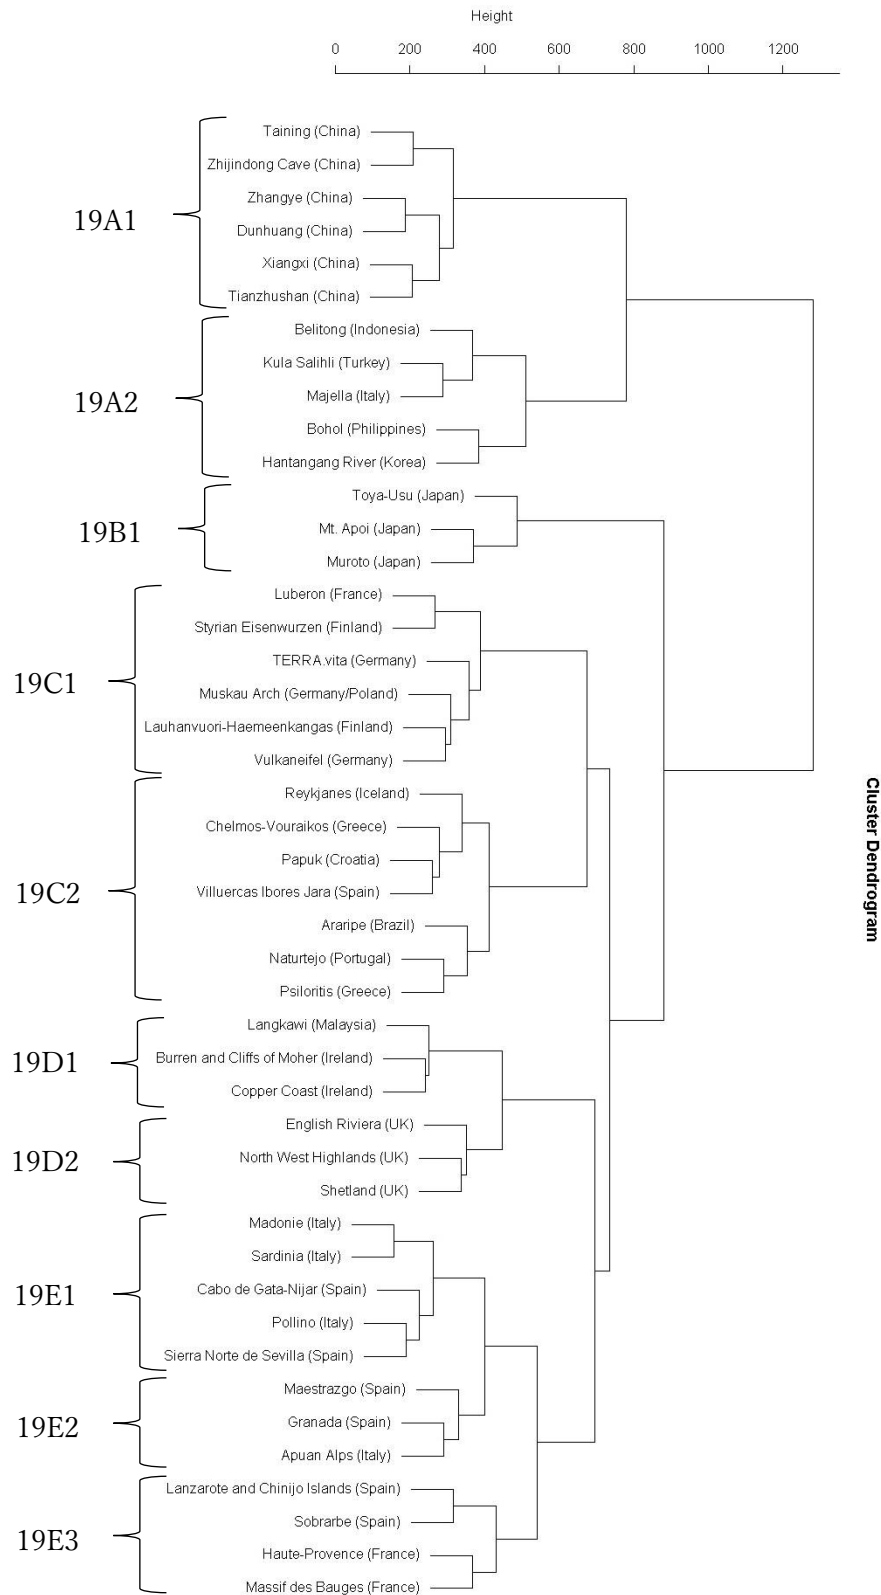 Height
0 200 400 600 800 1000 1200
19A1
Taining (China)
Zhijindong Cave (China)
Zhangye (China)
Dunhuang (China)
Xiangxi (China)
Tianzhushan (China)
19A2
Belitong (Indonesia)
Kula Salihli (Turkey)
Majella (Italy)
Bohol (Philippines)
Hantangang River (Korea)
19B1
Toya-Usu (Japan)
Mt. Apoi (Japan)
Muroto (Japan)
19C1
Luberon (France)
Styrian Eisenwurzen (Finland)
TERRA.vita (Germany)
Muskau Arch (Germany/Poland)
Lauhanvuori-Haemeenkangas (Finland)
Vulkaneifel (Germany)
19C2
Reykjanes (Iceland)
Chelmos-Vouraikos (Greece)
Papuk (Croatia)
Villuercas Ibores Jara (Spain)
Araripe (Brazil)
Naturtejo (Portugal)
Psiloritis (Greece)
19D1
Langkawi (Malaysia)
Burren and Cliffs of Moher (Ireland)
Copper Coast (Ireland)
19D2
English Riviera (UK)
North West Highlands (UK)
Shetland (UK)
19E1
Madonie (Italy)
Sardinia (Italy)
Cabo de Gata-Nijar (Spain)
Pollino (Italy)
Sierra Norte de Sevilla (Spain)
19E2
Maestrazgo (Spain)
Granada (Spain)
Apuan Alps (Italy)
19E3
Lanzarote and Chinijo Islands (Spain)
Sobrarbe (Spain)
Haute-Provence (France)
Massif des Bauges (France)
Cluster Dendrogram